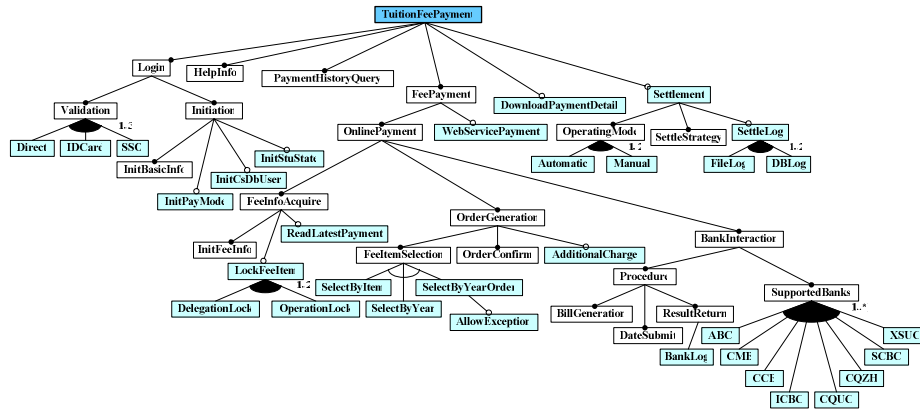 TuitionFeePayment
Login
HelpInfo
PaymentHistoryQuery
FeePayment
DownloadPaymentDetail
Settlement
Validation
Initiation
OnlinePayment
WebServicePayment
OperatingMode
SettleStrategy
SettleLog
1..3
1..2
1..2
Direct
IDCard
SSO
InitBasicInfo
InitStuState
InitCsDbUser
InitPayMode
Automatic
Manual
FileLog
DBLog
FeeInfoAcquire
OrderGeneration
BankInteraction
InitFeeInfo
ReadLatestPayment
FeeItemSelection
OrderConfirm
AdditionalCharge
LockFeeItem
1..2
Procedure
SupportedBanks
1..*
DelegationLock
OperationLock
SelectByItem
SelectByYear
SelectByYearOrder
AllowException
BillGeneration
DateSubmit
ResultReturn
BankLog
ABC
CMB
CCB
ICBC
CQUC
CQZH
SCBC
XSUC